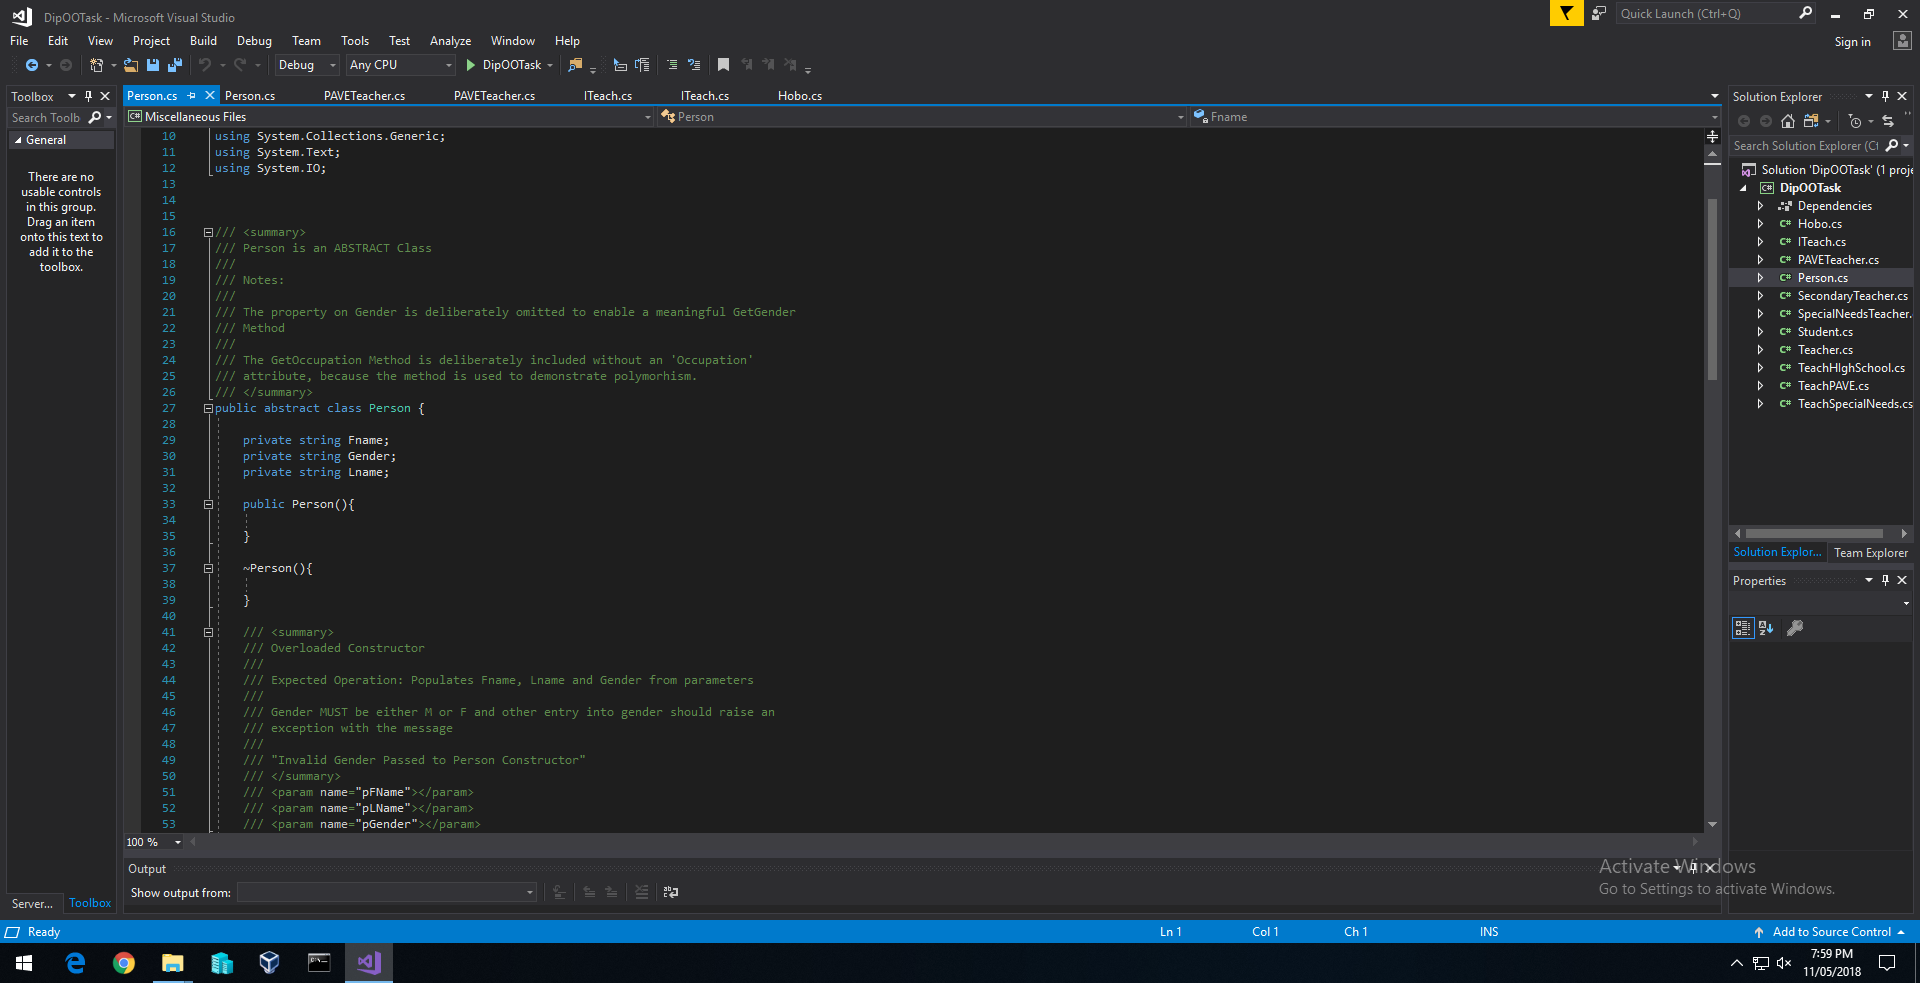 DipOOTask - Microsoft Visual Studio
Quick Launch (Ctrl+Q)
File Edit View Project Build Debug Team Tools Test Analyze Window Help
Sign in
Debug Any CPU DipOOTask
Toolbox
Search Toolb
General
There are no
usable controls
in this group.
Drag an item
onto this text to
add it to the
toolbox.
Server... Toolbox
Person.cs Person.cs PAVETeacher.cs PAVETeacher.cs ITeach.cs ITeach.cs Hobo.cs
C# Miscellaneous Files Person Fname
10 using System.Collections.Generic;
11 using System.Text;
12 using System.IO;
13
14
15
16 /// <summary>
17 /// Person is an ABSTRACT Class
18 ///
19 /// Notes:
20 ///
21 /// The property on Gender is deliberately omitted to enable a meaningful GetGender
22 /// Method
23 ///
24 /// The GetOccupation Method is deliberately included without an 'Occupation'
25 /// attribute, because the method is used to demonstrate polymorhism.
26 /// </summary>
27 public abstract class Person {
28
29 private string Fname;
30 private string Gender;
31 private string Lname;
32
33 public Person(){
34
35 }
36
37 ~Person(){
38
39 }
40
41 /// <summary>
42 /// Overloaded Constructor
43 ///
44 /// Expected Operation: Populates Fname, Lname and Gender from parameters
45 ///
46 /// Gender MUST be either M or F and other entry into gender should raise an
47 /// exception with the message
48 ///
49 /// "Invalid Gender Passed to Person Constructor"
50 /// </summary>
51 /// <param name="pFName"></param>
52 /// <param name="pLName"></param>
53 /// <param name="pGender"></param>
100 %
Output
Show output from:
Solution Explorer
Search Solution Explorer (Ct
Solution 'DipOOTask' (1 proje
C# DipOOTask
Dependencies
C# Hobo.cs
C# ITeach.cs
C# PAVETeacher.cs
C# Person.cs
C# SecondaryTeacher.cs
C# SpecialNeedsTeacher.
C# Student.cs
C# Teacher.cs
C# TeachHIghSchool.cs
C# TeachPAVE.cs
C# TeachSpecialNeeds.cs
Solution Explor... Team Explorer
Properties
Activate Windows
Go to Settings to activate Windows.
Ready Ln 1 Col 1 Ch 1 INS Add to Source Control
7:59 PM
11/05/2018